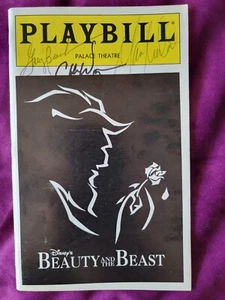 PLAYBILL
PALACE THEATRE
Disney's
BEAUTY AND THE BEAST